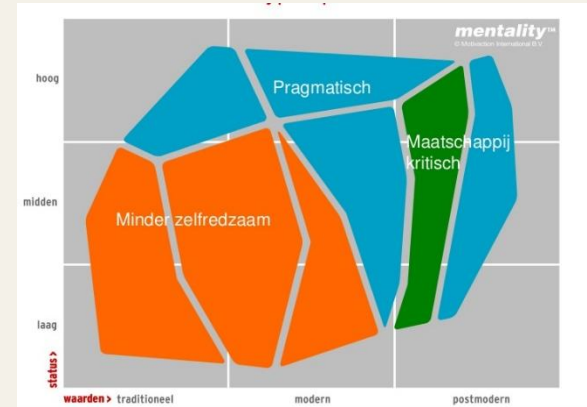 mentality™
© Motivaction International B.V.
hoog
Pragmatisch
Maatschappij
kritisch
midden
Minder zelfredzaam
laag
status >
waarden > traditioneel modern postmodern